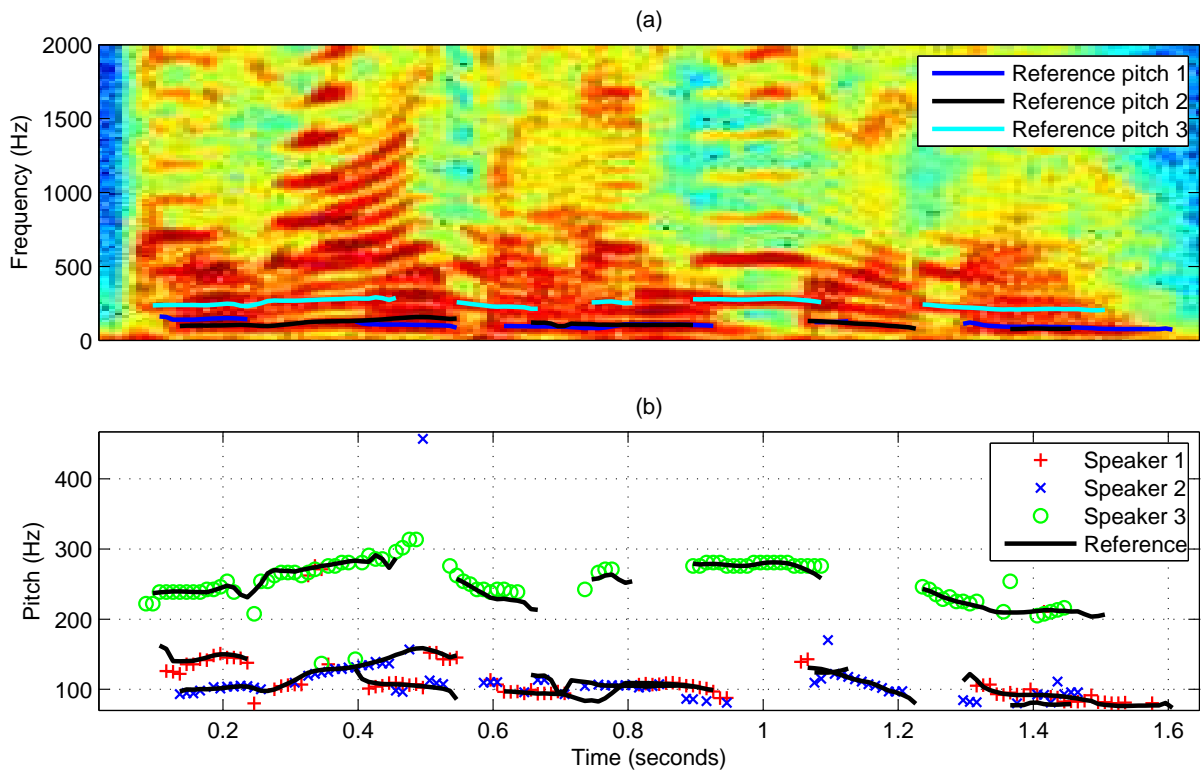 (a)
2000
1500
1000
500
0
Frequency (Hz)
Reference pitch 1
Reference pitch 2
Reference pitch 3
(b)
400
300
200
100
Pitch (Hz)
Speaker 1
Speaker 2
Speaker 3
Reference
0.2 0.4 0.6 0.8 1 1.2 1.4 1.6
Time (seconds)